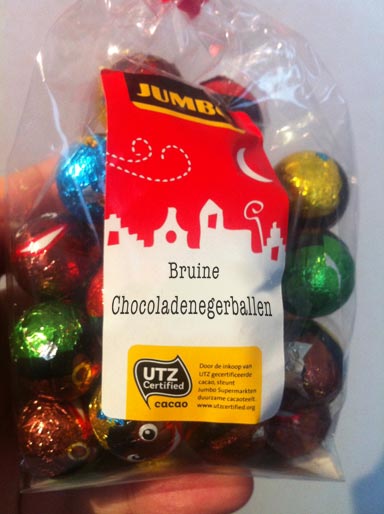 JUMBO
Bruine
Chocoladenegerballen
UTZ
Certified
cacao
Door de inkoop van
UTZ gecertificeerde
cacao, steunt
Jumbo Supermarkten
duurzame cacaoteelt.
www.utzcertified.org